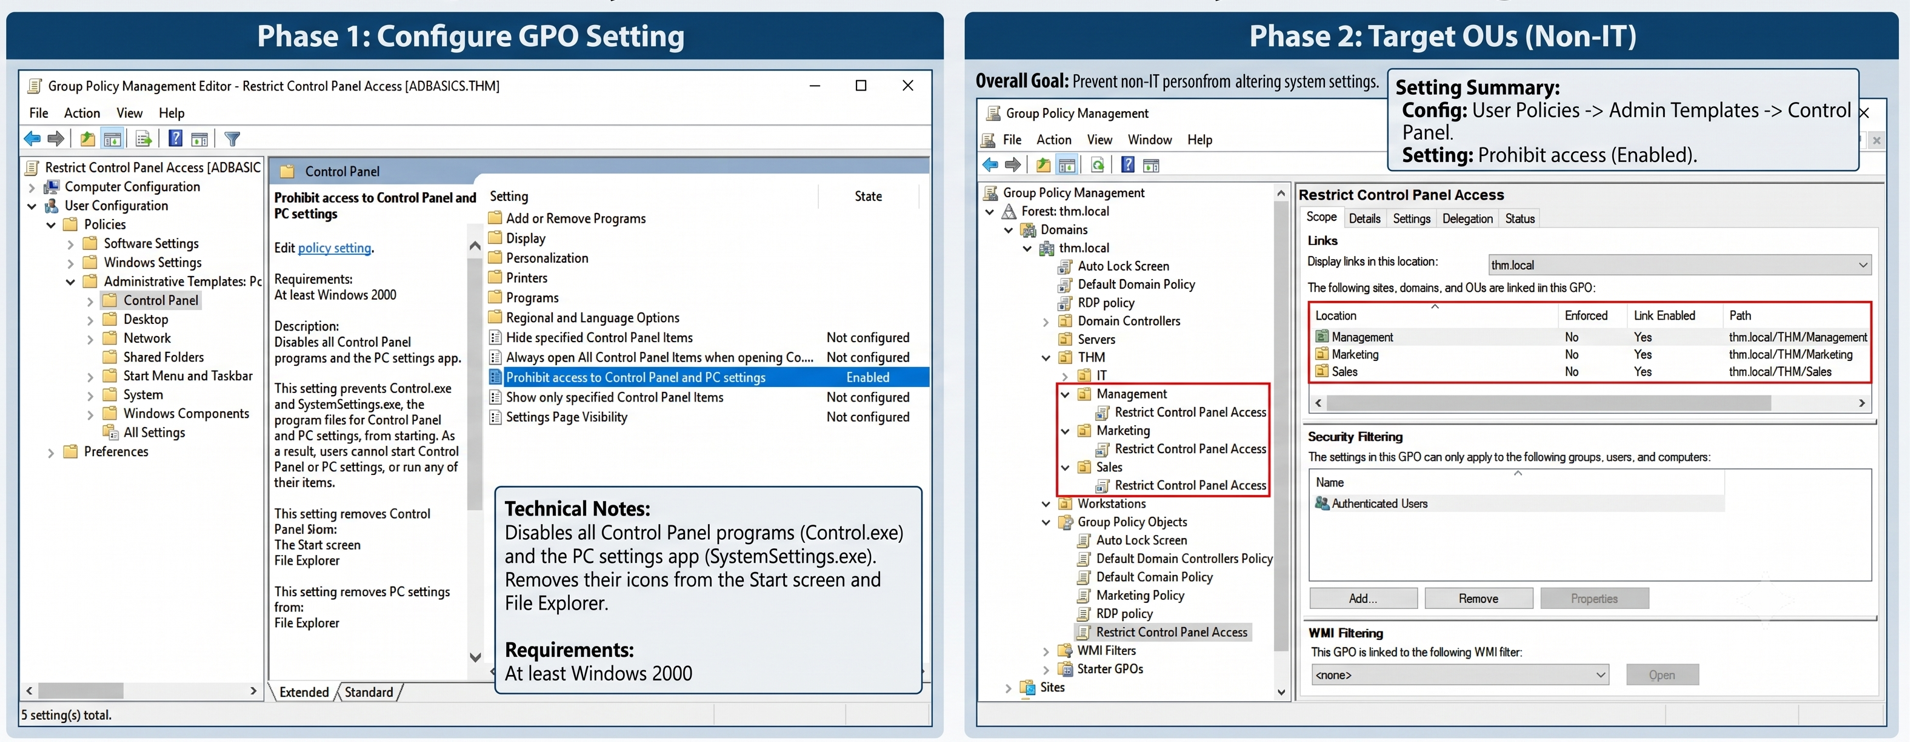 Phase 1: Configure GPO Setting
Group Policy Management Editor - Restrict Control Panel Access [ADBASICS.THM]
File Action View Help
Restrict Control Panel Access [ADBASIC
Computer Configuration
User Configuration
Policies
Software Settings
Windows Settings
Administrative Templates: Pc
Control Panel
Desktop
Network
Shared Folders
Start Menu and Taskbar
System
Windows Components
All Settings
Preferences
Control Panel
Prohibit access to Control Panel and
PC settings
Edit policy setting.
Requirements:
At least Windows 2000
Description:
Disables all Control Panel
programs and the PC settings app.
This setting prevents Control.exe
and SystemSettings.exe, the
program files for Control Panel
and PC settings, from starting. As
a result, users cannot start Control
Panel or PC settings, or run any of
their items.
This setting removes Control
Panel Siom:
The Start screen
File Explorer
This setting removes PC settings
from:
File Explorer
Setting State
Add or Remove Programs
Display
Personalization
Printers
Programs
Regional and Language Options
Hide specified Control Panel Items Not configured
Always open All Control Panel Items when opening Co.... Not configured
Prohibit access to Control Panel and PC settings Enabled
Show only specified Control Panel Items Not configured
Settings Page Visibility Not configured
Technical Notes:
Disables all Control Panel programs (Control.exe)
and the PC settings app (SystemSettings.exe).
Removes their icons from the Start screen and
File Explorer.
Requirements:
At least Windows 2000
Extended Standard
5 setting(s) total.
Phase 2: Target OUs (Non-IT)
Overall Goal: Prevent non-IT personfrom altering system settings.
Setting Summary:
Config: User Policies -> Admin Templates -> Control
Panel.
Setting: Prohibit access (Enabled).
Group Policy Management
File Action View Window Help
Group Policy Management
Forest: thm.local
Domains
thm.local
Auto Lock Screen
Default Domain Policy
RDP policy
Domain Controllers
Servers
THM
IT
Management
Restrict Control Panel Access
Marketing
Restrict Control Panel Access
Sales
Restrict Control Panel Access
Workstations
Group Policy Objects
Auto Lock Screen
Default Domain Controllers Policy
Default Comain Policy
Marketing Policy
RDP policy
Restrict Control Panel Access
WMI Filters
Starter GPOs
Sites
Restrict Control Panel Access
Scope Details Settings Delegation Status
Links
Display links in this location: thm.local
The following sites, domains, and OUs are linked iin this GPO:
Location Enforced Link Enabled Path
Management No Yes thm.local/THM/Management
Marketing No Yes thm.local/THM/Marketing
Sales No Yes thm.local/THM/Sales
Security Filtering
The settings in this GPO can only apply to the following groups, users, and computers:
Name
Authenticated Users
Add... Remove Properties
WMI Filtering
This GPO is linked to the following WMI filter:
<none> Open